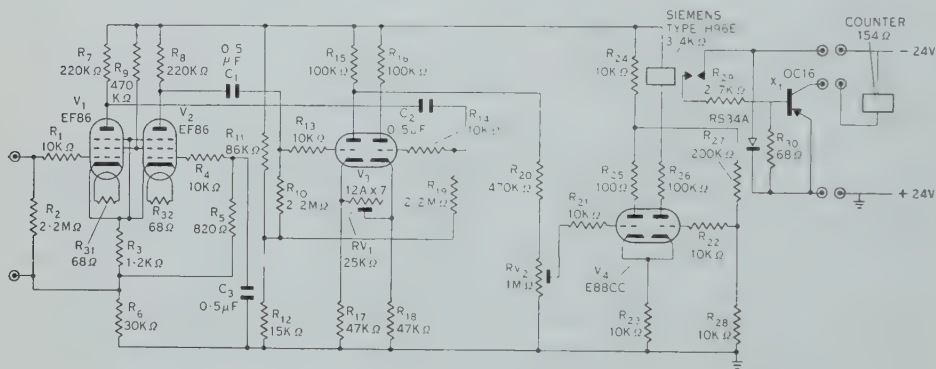 SIEMENS
TYPE H96E
3·4KΩ
COUNTER
154Ω
R7
220KΩ
R9
470
KΩ
R8
220KΩ
0·5
µF
C1
R15
100KΩ
R16
100KΩ
R24
10KΩ
R29
2·7KΩ
X1
OC16
− 24V
V1
EF86
V2
EF86
C2
0·5µF
R14
10KΩ
RS34A
R1
10KΩ
R11
86KΩ
R13
10KΩ
R27
200KΩ
R30
68Ω
R4
10KΩ
V3
12A×7
R20
470KΩ
R25
100Ω
R26
100KΩ
+ 24V
R2
2·2MΩ
R32
68Ω
R5
820Ω
R10
2·2MΩ
R19
2·2MΩ
R21
10KΩ
R31
68Ω
R3
1·2KΩ
RV1
25KΩ
RV2
1MΩ
R22
10KΩ
C3
0·5µF
V4
E88CC
R6
30KΩ
R12
15KΩ
R17
47KΩ
R18
47KΩ
R23
10KΩ
R28
10KΩ